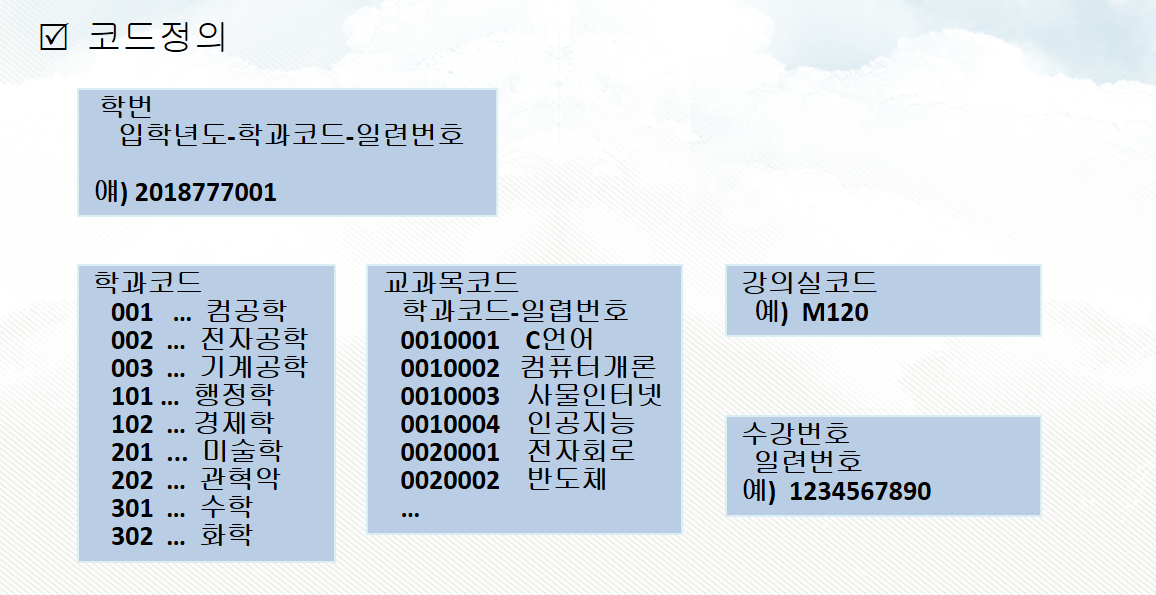 ☑ 코드정의
학번
입학년도-학과코드-일련번호
얘) 2018777001
학과코드
001 ... 컴공학
002 ... 전자공학
003 ... 기계공학
101 ... 행정학
102 ... 경제학
201 ... 미술학
202 ... 관혁악
301 ... 수학
302 ... 화학
교과목코드
학과코드-일렵번호
0010001 C언어
0010002 컴퓨터개론
0010003 사물인터넷
0010004 인공지능
0020001 전자회로
0020002 반도체
...
강의실코드
예) M120
수강번호
일련번호
예) 1234567890